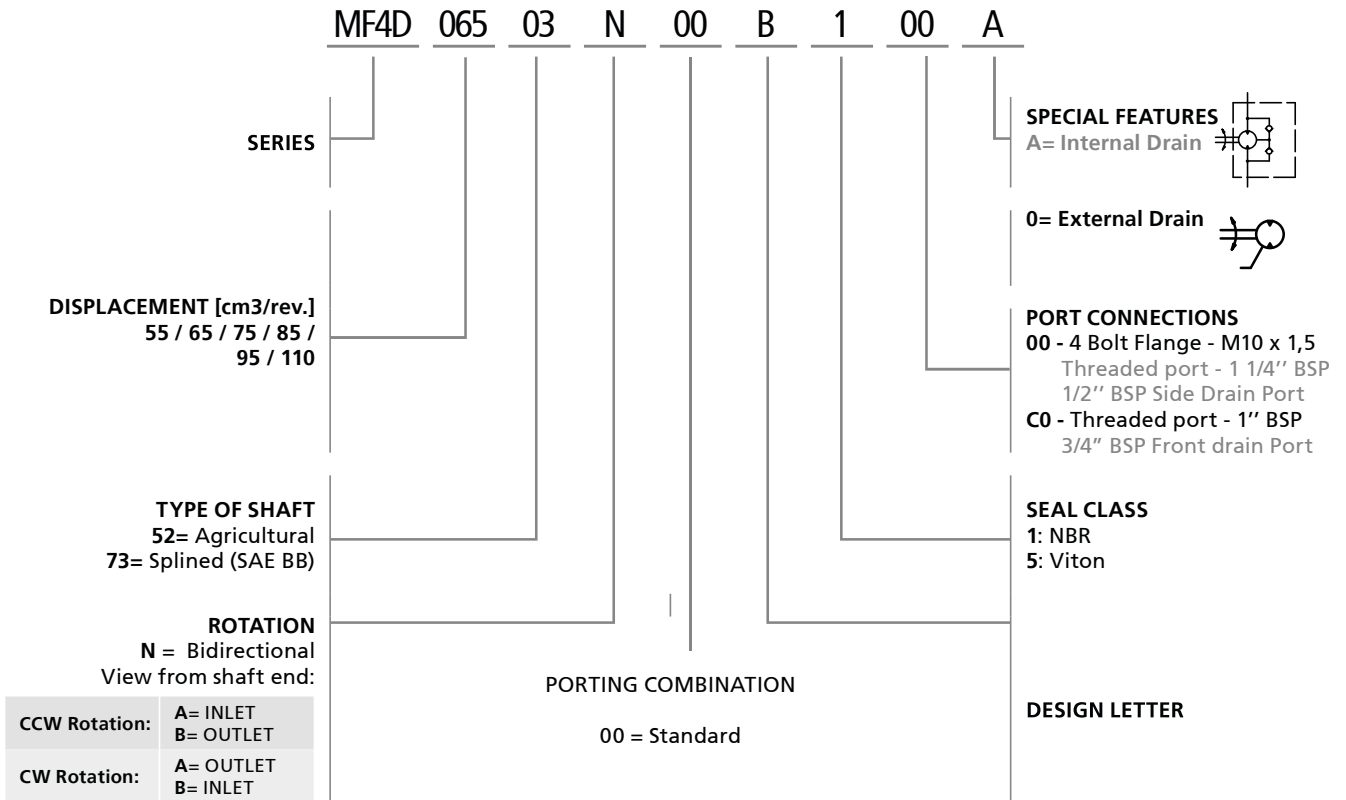 MF4D 065 03 N 00 B 1 00 A
SERIES
DISPLACEMENT [cm3/rev.]
55 / 65 / 75 / 85 /
95 / 110
TYPE OF SHAFT
52= Agricultural
73= Splined (SAE BB)
ROTATION
N = Bidirectional
View from shaft end:
CCW Rotation:
A= INLET
B= OUTLET
CW Rotation:
A= OUTLET
B= INLET
PORTING COMBINATION
00 = Standard
SPECIAL FEATURES
A= Internal Drain
0= External Drain
PORT CONNECTIONS
00 - 4 Bolt Flange - M10 x 1,5
Threaded port - 1 1/4'' BSP
1/2'' BSP Side Drain Port
C0 - Threaded port - 1'' BSP
3/4" BSP Front drain Port
SEAL CLASS
1: NBR
5: Viton
DESIGN LETTER